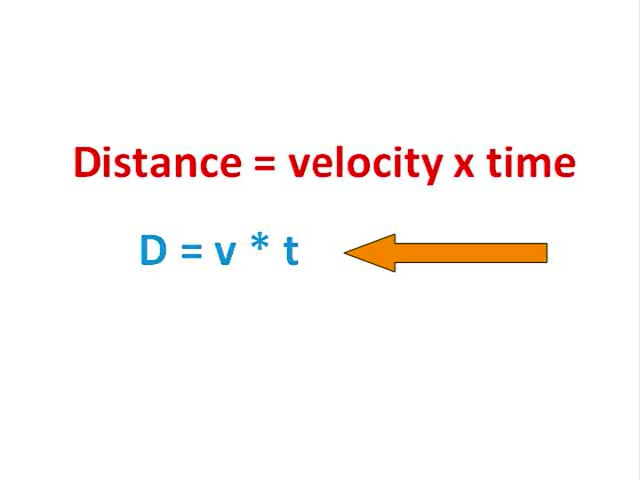 Distance = velocity x time
D = v * t